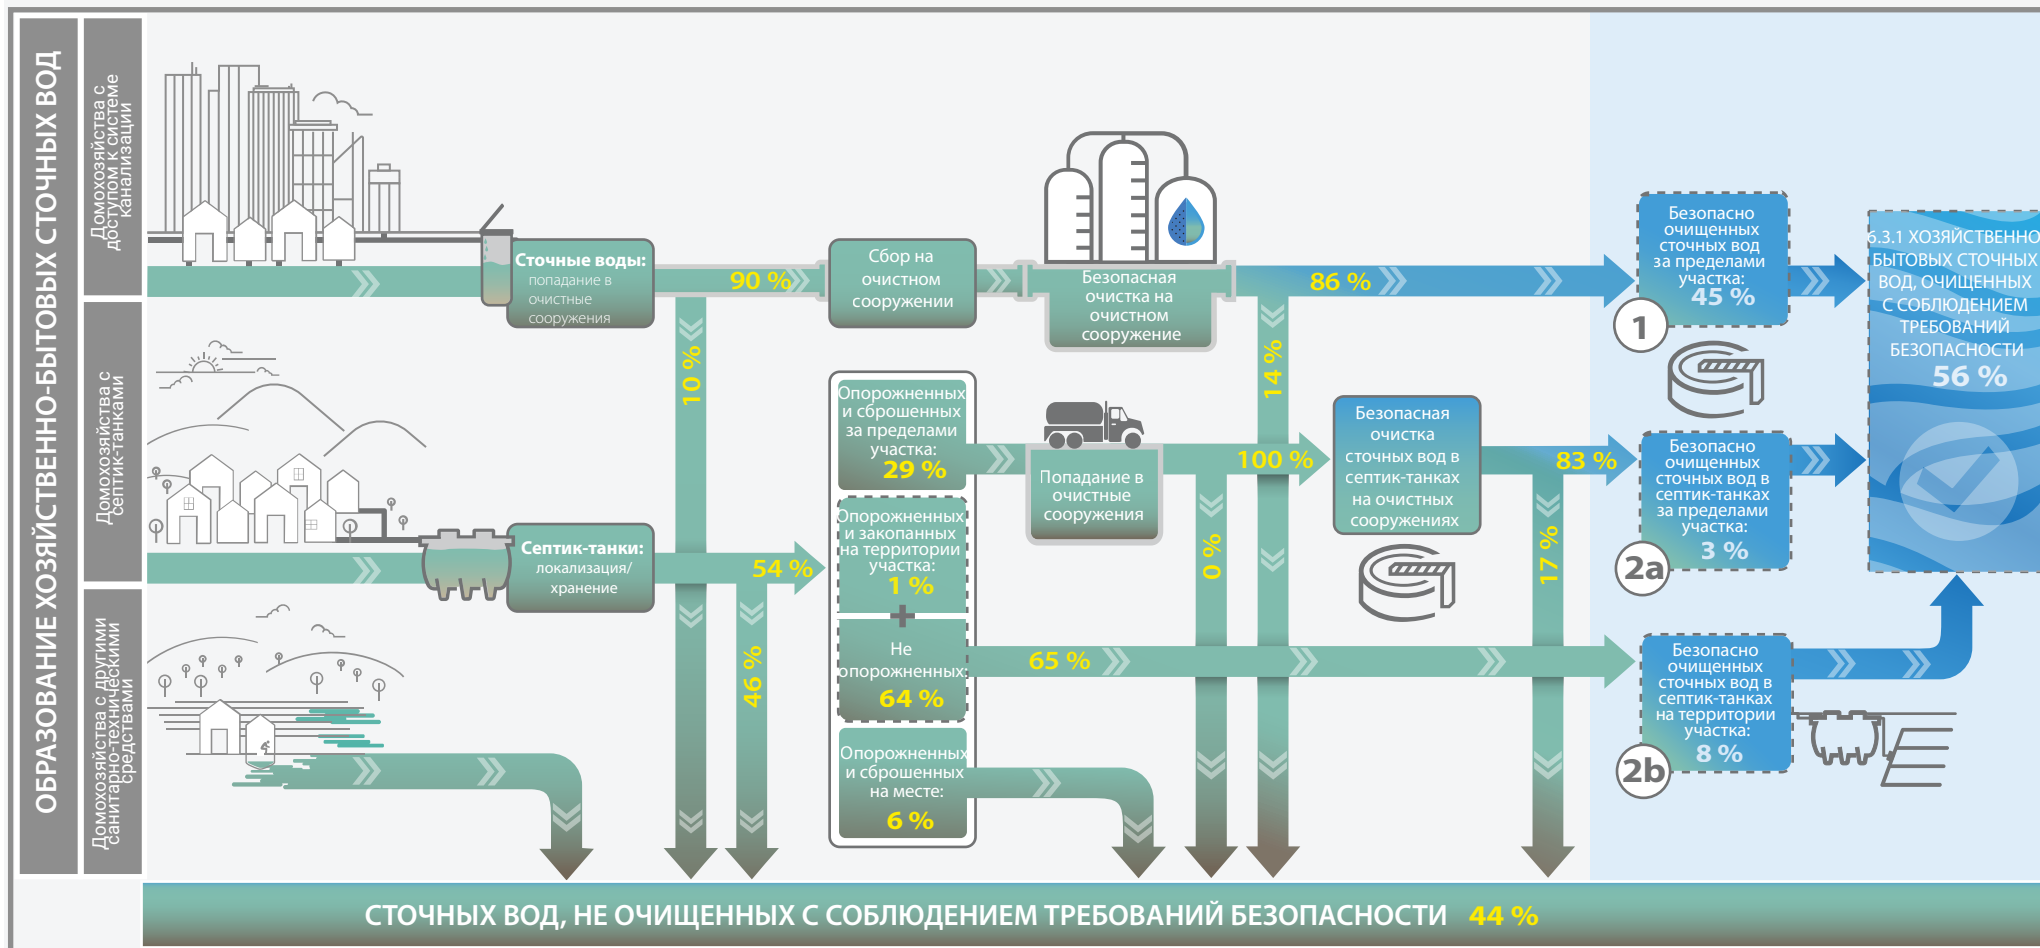 ОБРАЗОВАНИЕ ХОЗЯЙСТВЕННО-БЫТОВЫХ СТОЧНЫХ ВОД
Домохозяйства с
доступом к системе
канализации
Домохозяйства с
септик-танками
Домохозяйства с другими
санитарно-техническими
средствами
Сточные воды:
попадание в
очистные
сооружения
90 %
10 %
Сбор на
очистном
сооружении
Безопасная
очистка на
очистном
сооружение
86 %
14 %
Безопасно
очищенных
сточных вод
за пределами
участка:
45 %
1
6.3.1 ХОЗЯЙСТВЕННО
БЫТОВЫХ СТОЧНЫХ
ВОД, ОЧИЩЕННЫХ
С СОБЛЮДЕНИЕМ
ТРЕБОВАНИЙ
БЕЗОПАСНОСТИ
56 %
Септик-танки:
локализация/
хранение
54 %
46 %
Опорожненных
и сброшенных
за пределами
участка:
29 %
Опорожненных
и закопанных
на территории
участка:
1 %
Не
опорожненных:
64 %
Опорожненных
и сброшенных
на месте:
6 %
Попадание в
очистные
сооружения
100 %
0 %
65 %
Безопасная
очистка
сточных вод в
септик-танках
на очистных
сооружениях
83 %
17 %
Безопасно
очищенных
сточных вод в
септик-танках
за пределами
участка:
3 %
2a
Безопасно
очищенных
сточных вод в
септик-танках
на территории
участка:
8 %
2b
СТОЧНЫХ ВОД, НЕ ОЧИЩЕННЫХ С СОБЛЮДЕНИЕМ ТРЕБОВАНИЙ БЕЗОПАСНОСТИ 44 %